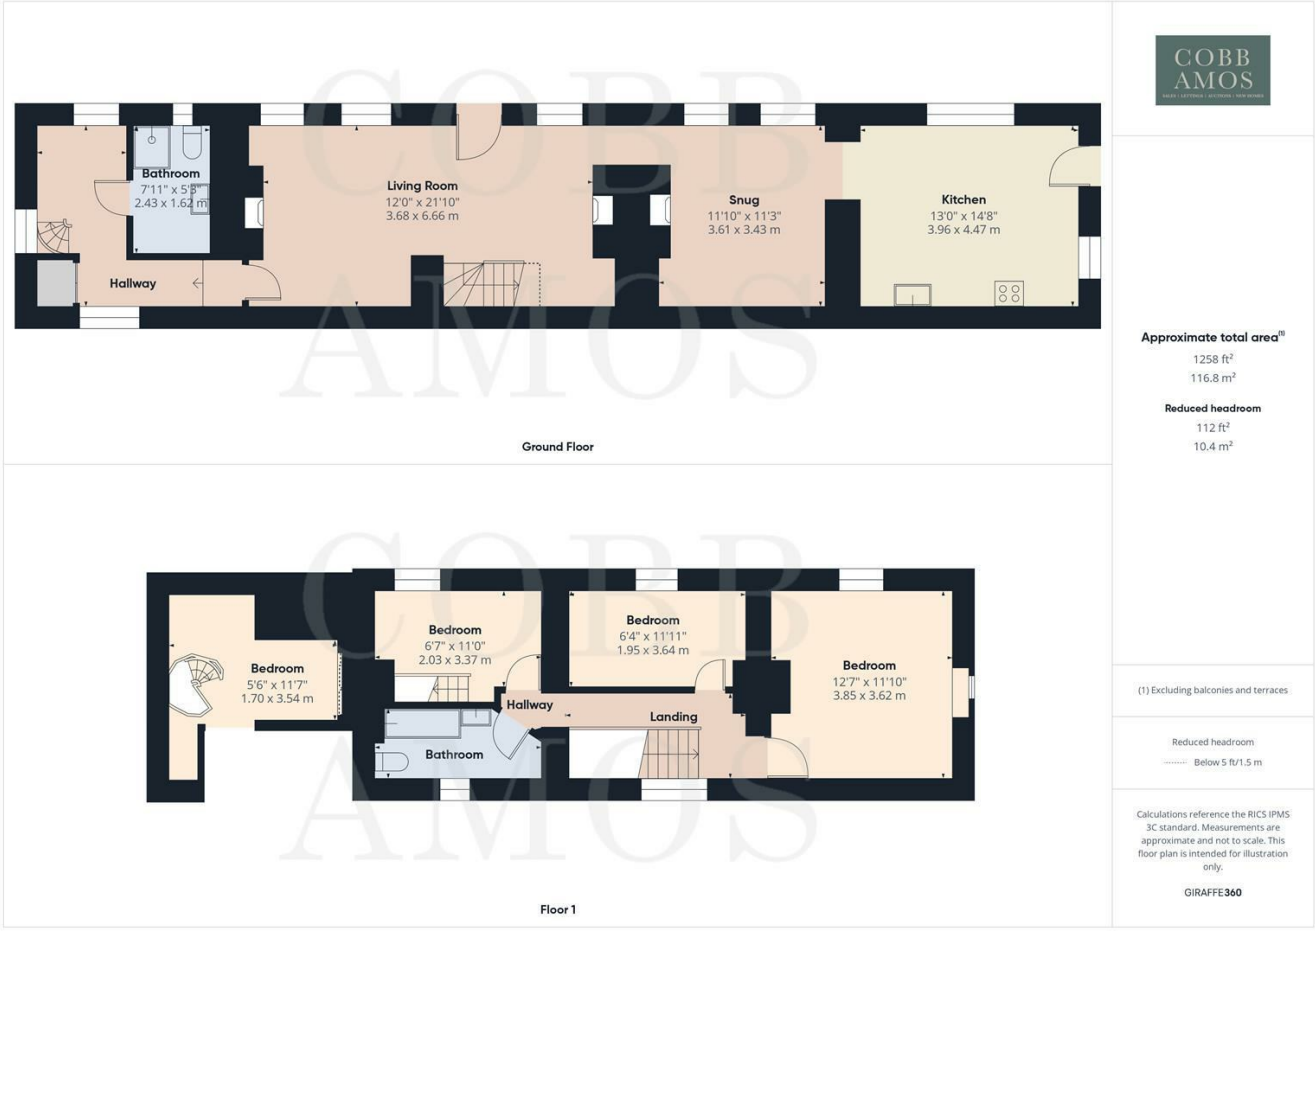 COBB
AMOS
SALES | LETTINGS | AUCTIONS | NEW HOMES
COBB
AMOS
Bathroom
7'11" x 5'3"
2.43 x 1.62 m
Living Room
12'0" x 21'10"
3.68 x 6.66 m
Snug
11'10" x 11'3"
3.61 x 3.43 m
Kitchen
13'0" x 14'8"
3.96 x 4.47 m
Hallway
Ground Floor
Approximate total area(1)
1258 ft²
116.8 m²
Reduced headroom
112 ft²
10.4 m²
COBB
AMOS
Bedroom
5'6" x 11'7"
1.70 x 3.54 m
Bedroom
6'7" x 11'0"
2.03 x 3.37 m
Bedroom
6'4" x 11'11"
1.95 x 3.64 m
Bedroom
12'7" x 11'10"
3.85 x 3.62 m
Hallway
Landing
Bathroom
Floor 1
(1) Excluding balconies and terraces
Reduced headroom
Below 5 ft/1.5 m
Calculations reference the RICS IPMS
3C standard. Measurements are
approximate and not to scale. This
floor plan is intended for illustration
only.
GIRAFFE360